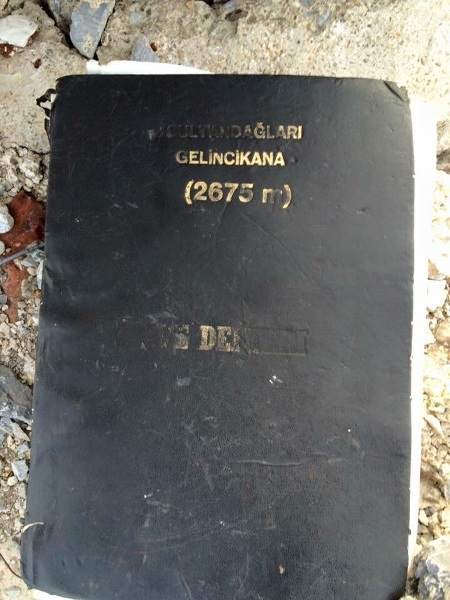 SULTANDAĞLARI
GELİNCİKANA
(2675 m)